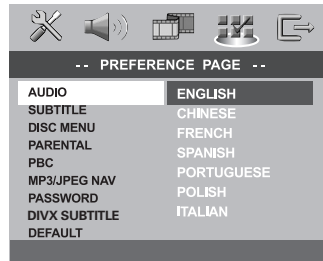 -- PREFERENCE PAGE --
AUDIO
SUBTITLE
DISC MENU
PARENTAL
PBC
MP3/JPEG NAV
PASSWORD
DIVX SUBTITLE
DEFAULT
ENGLISH
CHINESE
FRENCH
SPANISH
PORTUGUESE
POLISH
ITALIAN